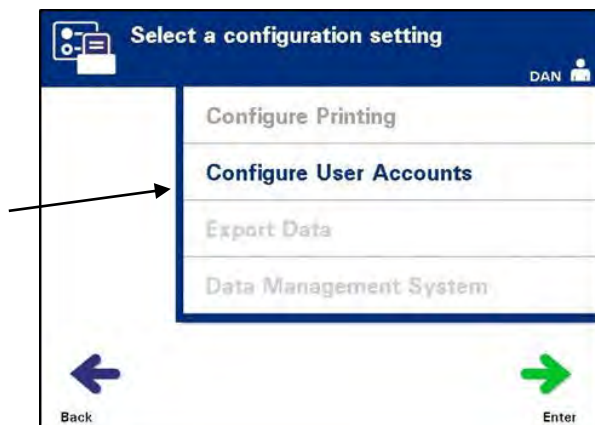 Select a configuration setting
DAN
Configure Printing
Configure User Accounts
Export Data
Data Management System
Back
Enter